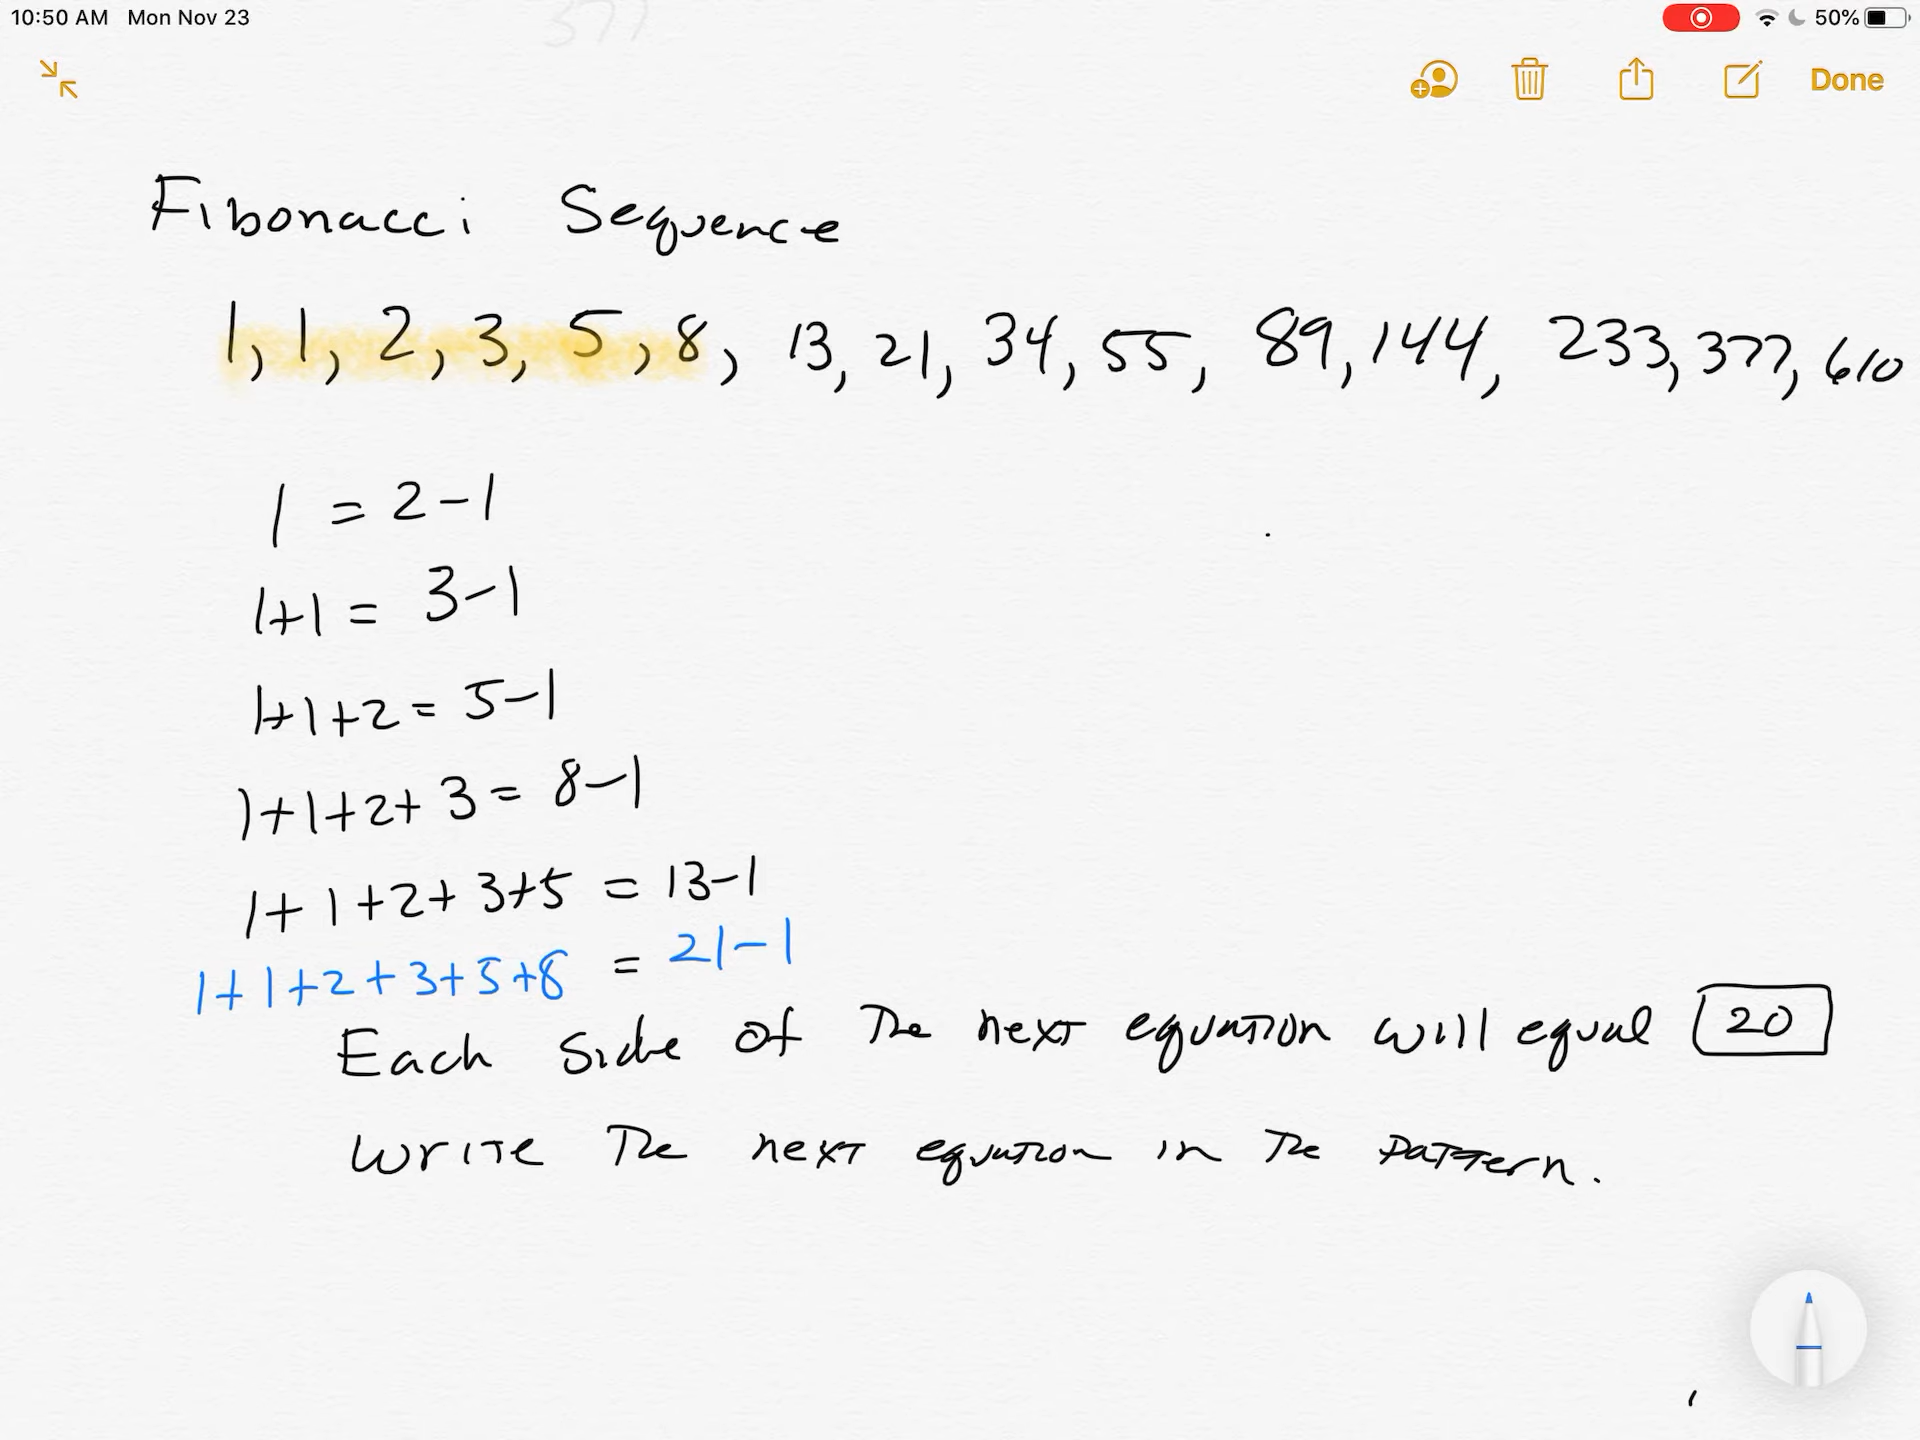 10:50 AM Mon Nov 23 50%
377
Done
Fibonacci Sequence
1, 1, 2, 3, 5, 8, 13, 21, 34, 55, 89, 144, 233, 377, 610
1 = 2-1
1+1 = 3-1
1+1+2 = 5-1
1+1+2+3 = 8-1
1+1+2+3+5 = 13-1
1+1+2+3+5+8 = 21-1
Each side of The next equation will equal 20
Write The next equation in The pattern.